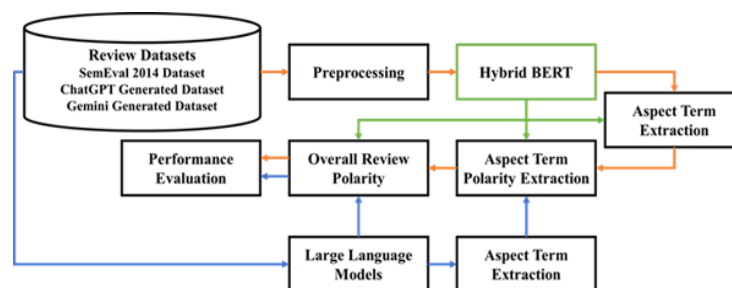 Review Datasets
SemEval 2014 Dataset
ChatGPT Generated Dataset
Gemini Generated Dataset
Preprocessing
Hybrid BERT
Aspect Term
Extraction
Performance
Evaluation
Overall Review
Polarity
Aspect Term
Polarity Extraction
Large Language
Models
Aspect Term
Extraction